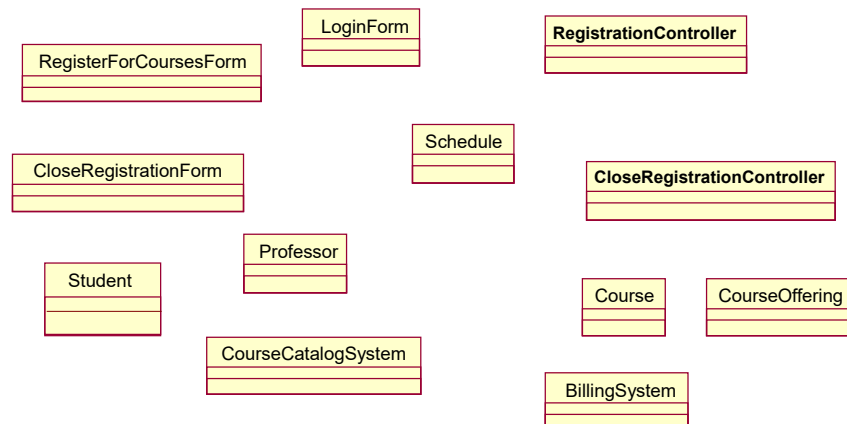 LoginForm
RegistrationController
RegisterForCoursesForm
Schedule
CloseRegistrationForm
CloseRegistrationController
Professor
Student
Course
CourseOffering
CourseCatalogSystem
BillingSystem